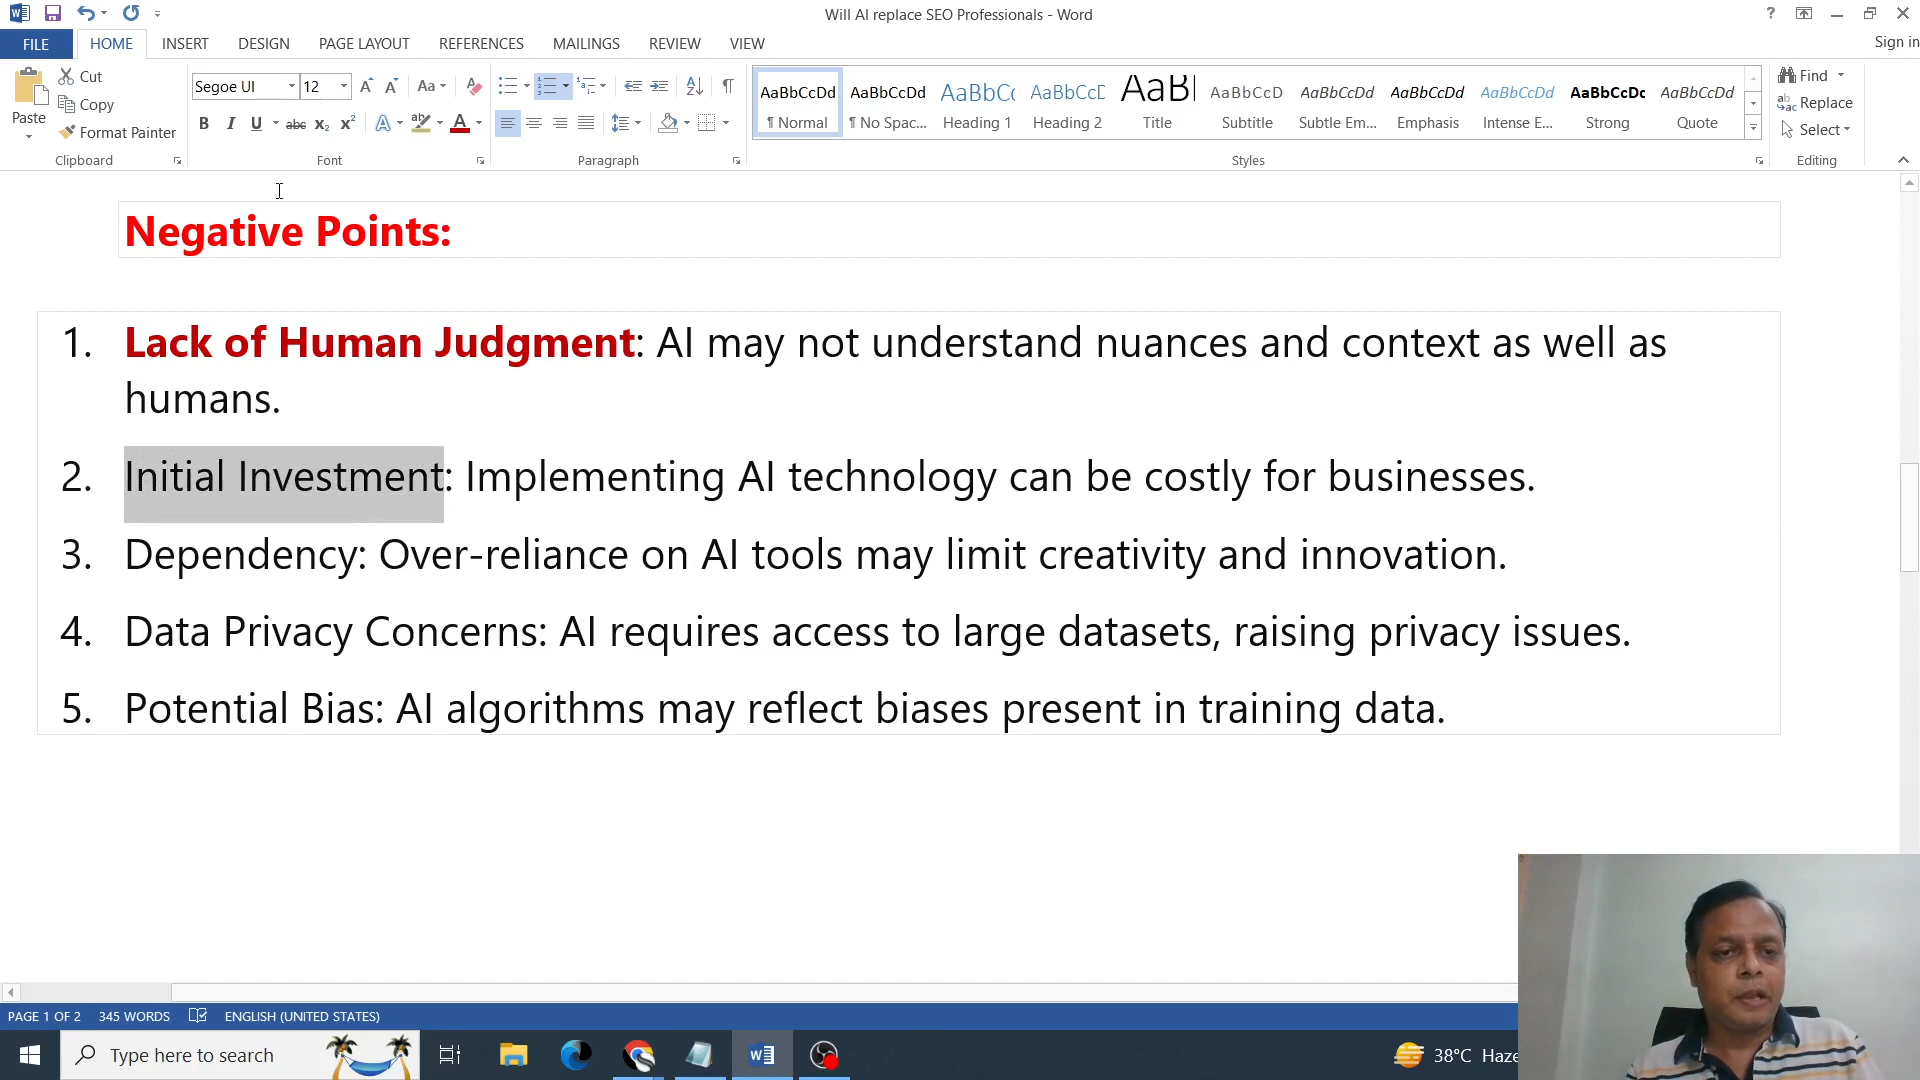 Will AI replace SEO Professionals - Word
?
FILE HOME INSERT DESIGN PAGE LAYOUT REFERENCES MAILINGS REVIEW VIEW Sign in
Paste
Cut
Copy
Format Painter
Clipboard
Segoe UI 12 Aa
B I U abc x₂ x² A A
Font
Paragraph
AaBbCcDd AaBbCcDd AaBbC AaBbCcC AaB AaBbCcD AaBbCcDd AaBbCcDd AaBbCcDd AaBbCcDc AaBbCcDd
¶ Normal ¶ No Spac... Heading 1 Heading 2 Title Subtitle Subtle Em... Emphasis Intense E... Strong Quote
Styles
Find
Replace
Select
Editing
Negative Points:
1. Lack of Human Judgment: AI may not understand nuances and context as well as
humans.
2. Initial Investment: Implementing AI technology can be costly for businesses.
3. Dependency: Over-reliance on AI tools may limit creativity and innovation.
4. Data Privacy Concerns: AI requires access to large datasets, raising privacy issues.
5. Potential Bias: AI algorithms may reflect biases present in training data.
PAGE 1 OF 2 345 WORDS ENGLISH (UNITED STATES)
Type here to search
38°C Haze